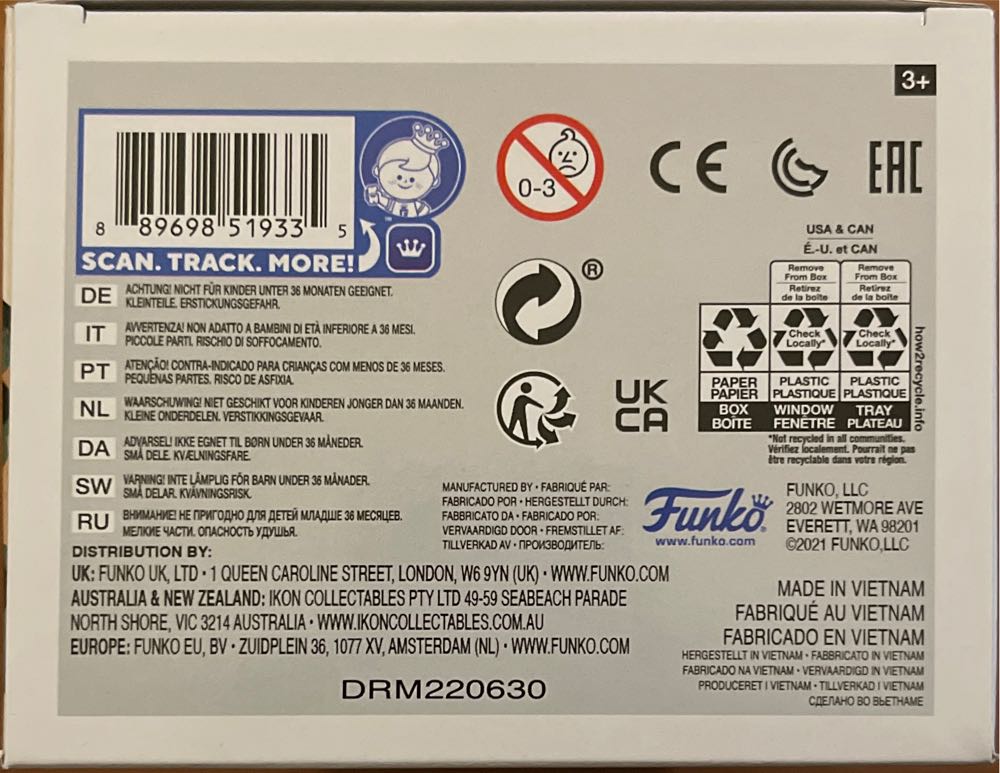 3+
8 89698 51933 5
SCAN. TRACK. MORE!
™
0-3
CE
EAC
®
UK
CA
USA & CAN
É.-U. et CAN
Remove
From Box
Retirez
de la boîte
Remove
From Box
Retirez
de la boîte
Check
Locally*
Check
Locally*
PAPER
PAPIER
PLASTIC
PLASTIQUE
PLASTIC
PLASTIQUE
BOX
BOÎTE
WINDOW
FENÊTRE
TRAY
PLATEAU
how2recycle.info
*Not recycled in all communities.
Vérifiez localement. Pourrait ne pas
être recyclable dans votre région.
DE ACHTUNG! NICHT FÜR KINDER UNTER 36 MONATEN GEEIGNET.
KLEINTEILE. ERSTICKUNGSGEFAHR.
IT AVVERTENZA! NON ADATTO A BAMBINI DI ETÀ INFERIORE A 36 MESI.
PICCOLE PARTI. RISCHIO DI SOFFOCAMENTO.
PT ATENÇÃO! CONTRA-INDICADO PARA CRIANÇAS COM MENOS DE 36 MESES.
PEQUENAS PARTES. RISCO DE ASFIXIA.
NL WAARSCHUWING! NIET GESCHIKT VOOR KINDEREN JONGER DAN 36 MAANDEN.
KLEINE ONDERDELEN. VERSTIKKINGSGEVAAR.
DA ADVARSEL! IKKE EGNET TIL BØRN UNDER 36 MÅNEDER.
SMÅ DELE. KVÆLNINGSFARE.
SW VARNING! INTE LÄMPLIG FÖR BARN UNDER 36 MÅNADER.
SMÅ DELAR. KVÄVNINGSRISK.
RU ВНИМАНИЕ! НЕ ПРИГОДНО ДЛЯ ДЕТЕЙ МЛАДШЕ 36 МЕСЯЦЕВ.
МЕЛКИЕ ЧАСТИ. ОПАСНОСТЬ УДУШЬЯ.
MANUFACTURED BY • FABRIQUÉ PAR:
FABRICADO POR • HERGESTELLT DURCH:
FABBRICATO DA • FABRICADO POR:
VERVAARDIGD DOOR • FREMSTILLET AF:
TILLVERKAD AV • ПРОИЗВОДИТЕЛЬ:
Funko®
www.funko.com
FUNKO, LLC
2802 WETMORE AVE
EVERETT, WA 98201
©2021 FUNKO,LLC
DISTRIBUTION BY:
UK: FUNKO UK, LTD • 1 QUEEN CAROLINE STREET, LONDON, W6 9YN (UK) • WWW.FUNKO.COM
AUSTRALIA & NEW ZEALAND: IKON COLLECTABLES PTY LTD 49-59 SEABEACH PARADE
NORTH SHORE, VIC 3214 AUSTRALIA • WWW.IKONCOLLECTABLES.COM.AU
EUROPE: FUNKO EU, BV • ZUIDPLEIN 36, 1077 XV, AMSTERDAM (NL) • WWW.FUNKO.COM
MADE IN VIETNAM
FABRIQUÉ AU VIETNAM
FABRICADO EN VIETNAM
HERGESTELLT IN VIETNAM • FABBRICATO IN VIETNAM
FABRICADO NA VIETNAM • VERVAARDIGD IN VIETNAM
PRODUCERET I VIETNAM • TILLVERKAD I VIETNAM
СДЕЛАНО ВО ВЬЕТНАМЕ
DRM220630